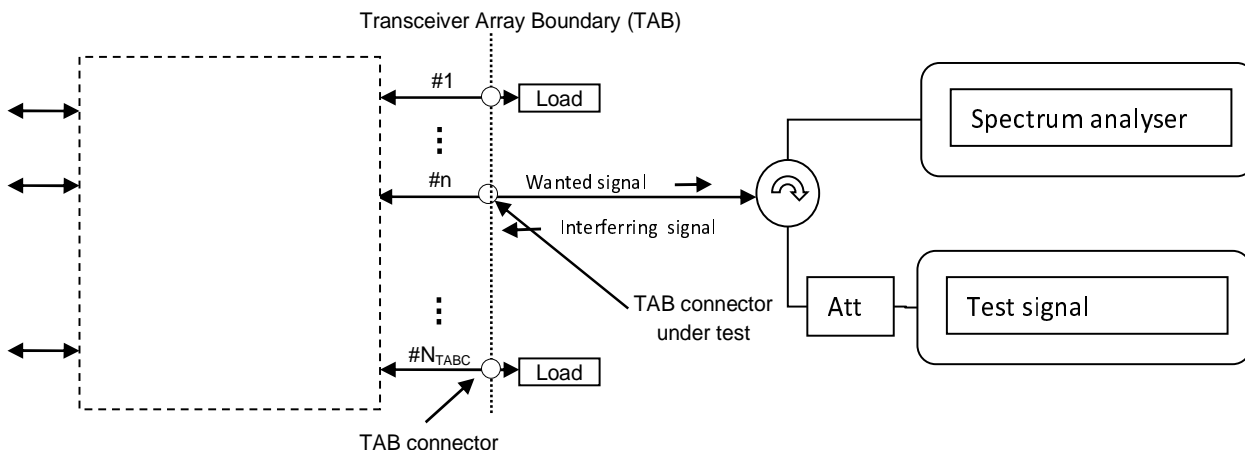 Transceiver Array Boundary (TAB)
#1
Load
Spectrum analyser
#n
Wanted signal
Interferring signal
TAB connector
under test
Att
Test signal
#NTABC
Load
TAB connector